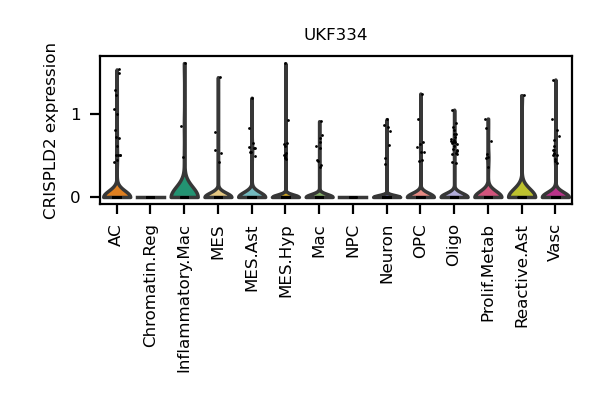 UKF334
CRISPLD2 expression
1
0
AC
Chromatin.Reg
Inflammatory.Mac
MES
MES.Ast
MES.Hyp
Mac
NPC
Neuron
OPC
Oligo
Prolif.Metab
Reactive.Ast
Vasc